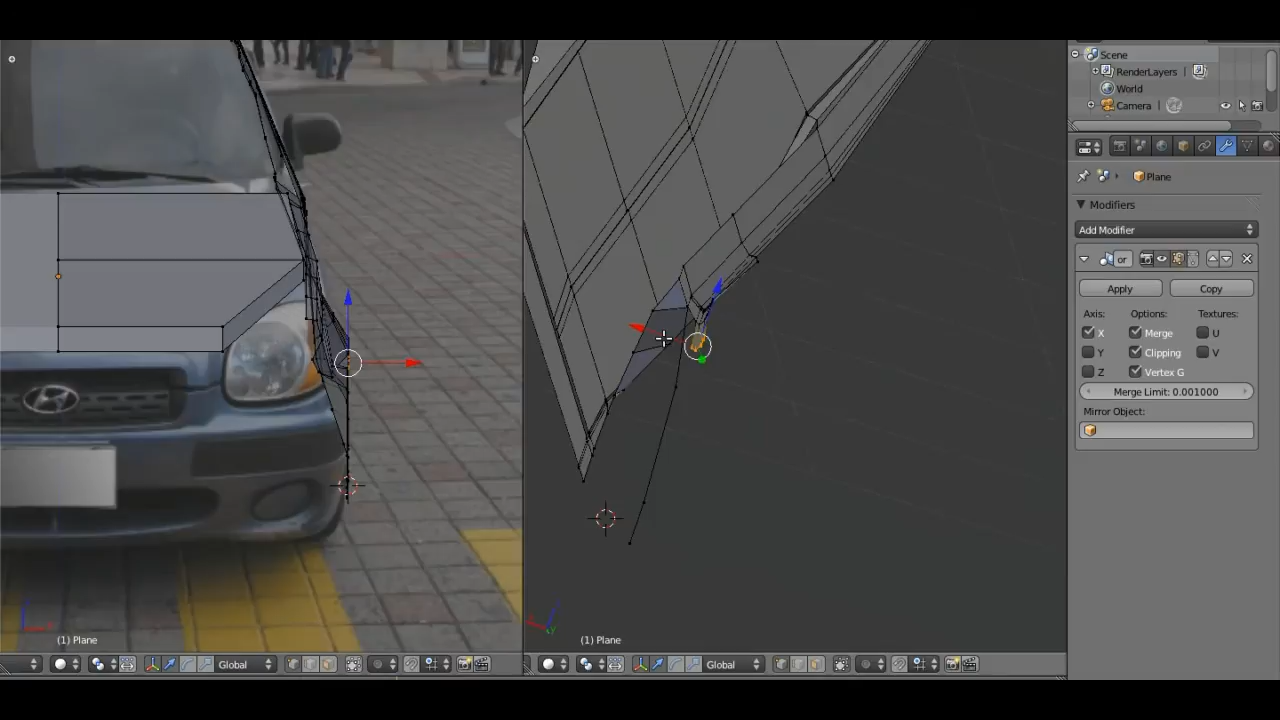 Scene
RenderLayers
World
Camera
Plane
Modifiers
Add Modifier
or
Apply
Copy
Axis:
Options:
Textures:
X
Merge
U
Y
Clipping
V
Z
Vertex G
Merge Limit: 0.001000
Mirror Object:
(1) Plane
(1) Plane
Global
Global